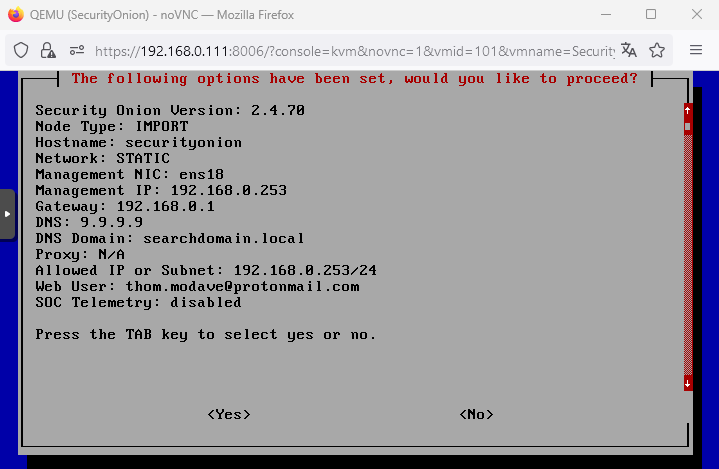 QEMU (SecurityOnion) - noVNC — Mozilla Firefox
https://192.168.0.111:8006/?console=kvm&novnc=1&vmid=101&vmname=Securit
The following options have been set, would you like to proceed?
Security Onion Version: 2.4.70
Node Type: IMPORT
Hostname: securityonion
Network: STATIC
Management NIC: ens18
Management IP: 192.168.0.253
Gateway: 192.168.0.1
DNS: 9.9.9.9
DNS Domain: searchdomain.local
Proxy: N/A
Allowed IP or Subnet: 192.168.0.253/24
Web User: thom.modave@protonmail.com
SOC Telemetry: disabled
Press the TAB key to select yes or no.
<Yes> <No>